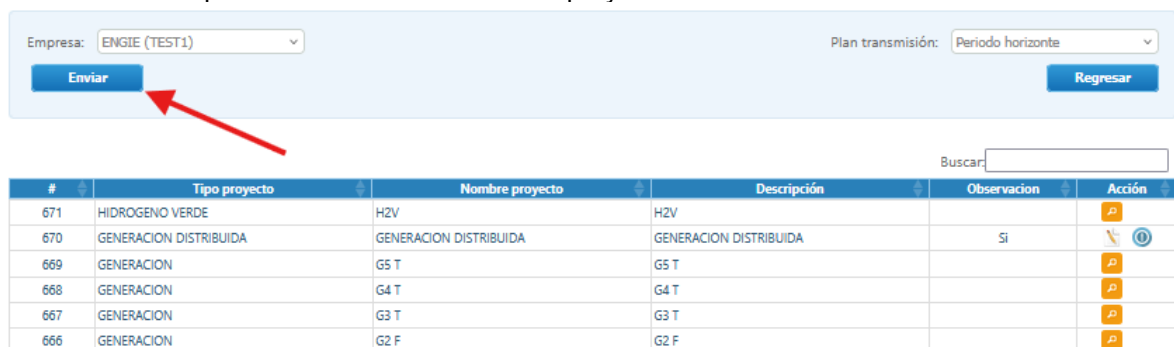 Empresa: ENGIE (TEST1) Plan transmisión: Periodo horizonte
Enviar Regresar
Buscar:
# Tipo proyecto Nombre proyecto Descripción Observacion Acción
671 HIDROGENO VERDE H2V H2V
670 GENERACION DISTRIBUIDA GENERACION DISTRIBUIDA GENERACION DISTRIBUIDA Si
669 GENERACION G5 T G5 T
668 GENERACION G4 T G4 T
667 GENERACION G3 T G3 T
666 GENERACION G2 F G2 F